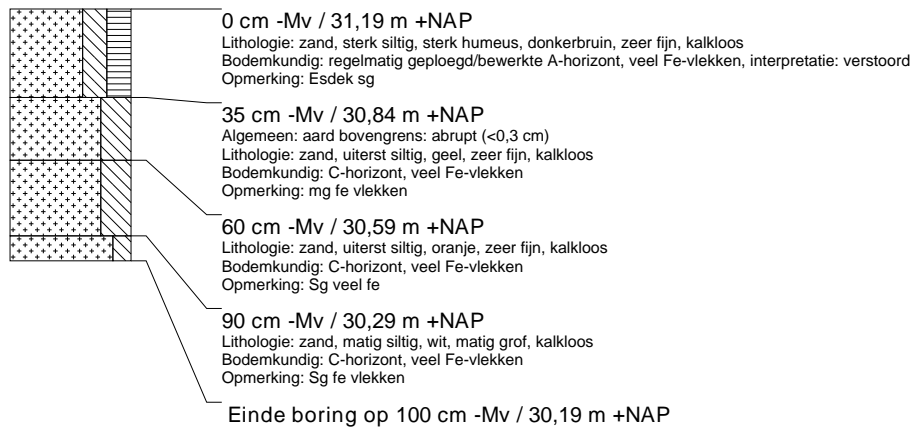 0 cm -Mv / 31,19 m +NAP
Lithologie: zand, sterk siltig, sterk humeus, donkerbruin, zeer fijn, kalkloos
Bodemkundig: regelmatig geploegd/bewerkte A-horizont, veel Fe-vlekken, interpretatie: verstoord
Opmerking: Esdek sg
35 cm -Mv / 30,84 m +NAP
Algemeen: aard bovengrens: abrupt (<0,3 cm)
Lithologie: zand, uiterst siltig, geel, zeer fijn, kalkloos
Bodemkundig: C-horizont, veel Fe-vlekken
Opmerking: mg fe vlekken
60 cm -Mv / 30,59 m +NAP
Lithologie: zand, uiterst siltig, oranje, zeer fijn, kalkloos
Bodemkundig: C-horizont, veel Fe-vlekken
Opmerking: Sg veel fe
90 cm -Mv / 30,29 m +NAP
Lithologie: zand, matig siltig, wit, matig grof, kalkloos
Bodemkundig: C-horizont, veel Fe-vlekken
Opmerking: Sg fe vlekken
Einde boring op 100 cm -Mv / 30,19 m +NAP